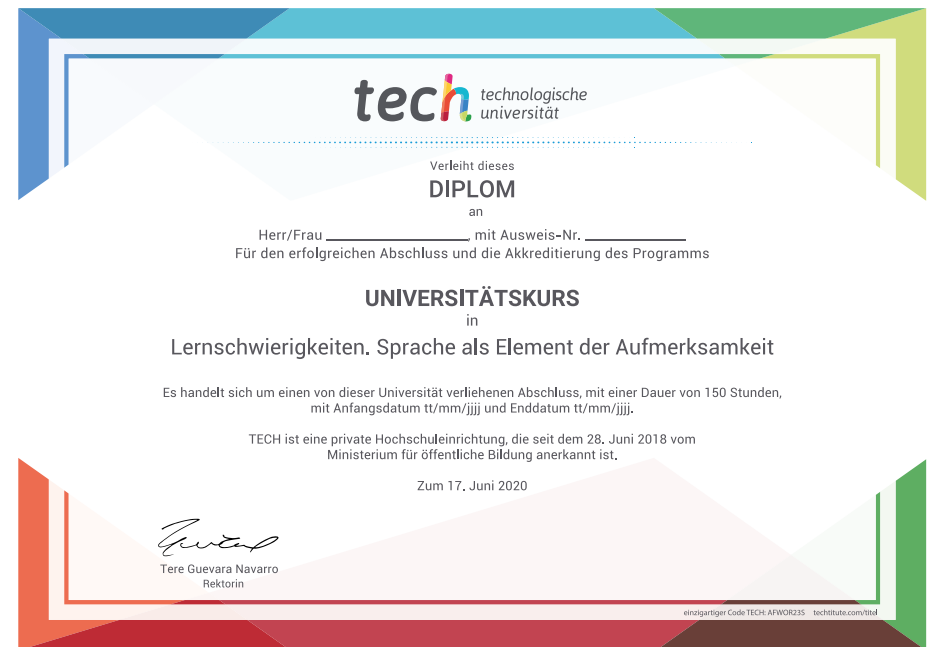 tech technologische
universität
Verleiht dieses
DIPLOM
an
Herr/Frau ____________, mit Ausweis-Nr. ____________
Für den erfolgreichen Abschluss und die Akkreditierung des Programms
UNIVERSITÄTSKURS
in
Lernschwierigkeiten. Sprache als Element der Aufmerksamkeit
Es handelt sich um einen von dieser Universität verliehenen Abschluss, mit einer Dauer von 150 Stunden,
mit Anfangsdatum tt/mm/jjjj und Enddatum tt/mm/jjjj.
TECH ist eine private Hochschuleinrichtung, die seit dem 28. Juni 2018 vom
Ministerium für öffentliche Bildung anerkannt ist.
Zum 17. Juni 2020
Tere Guevara Navarro
Rektorin
einzigartiger Code TECH: AFWOR23S techtitute.com/titel